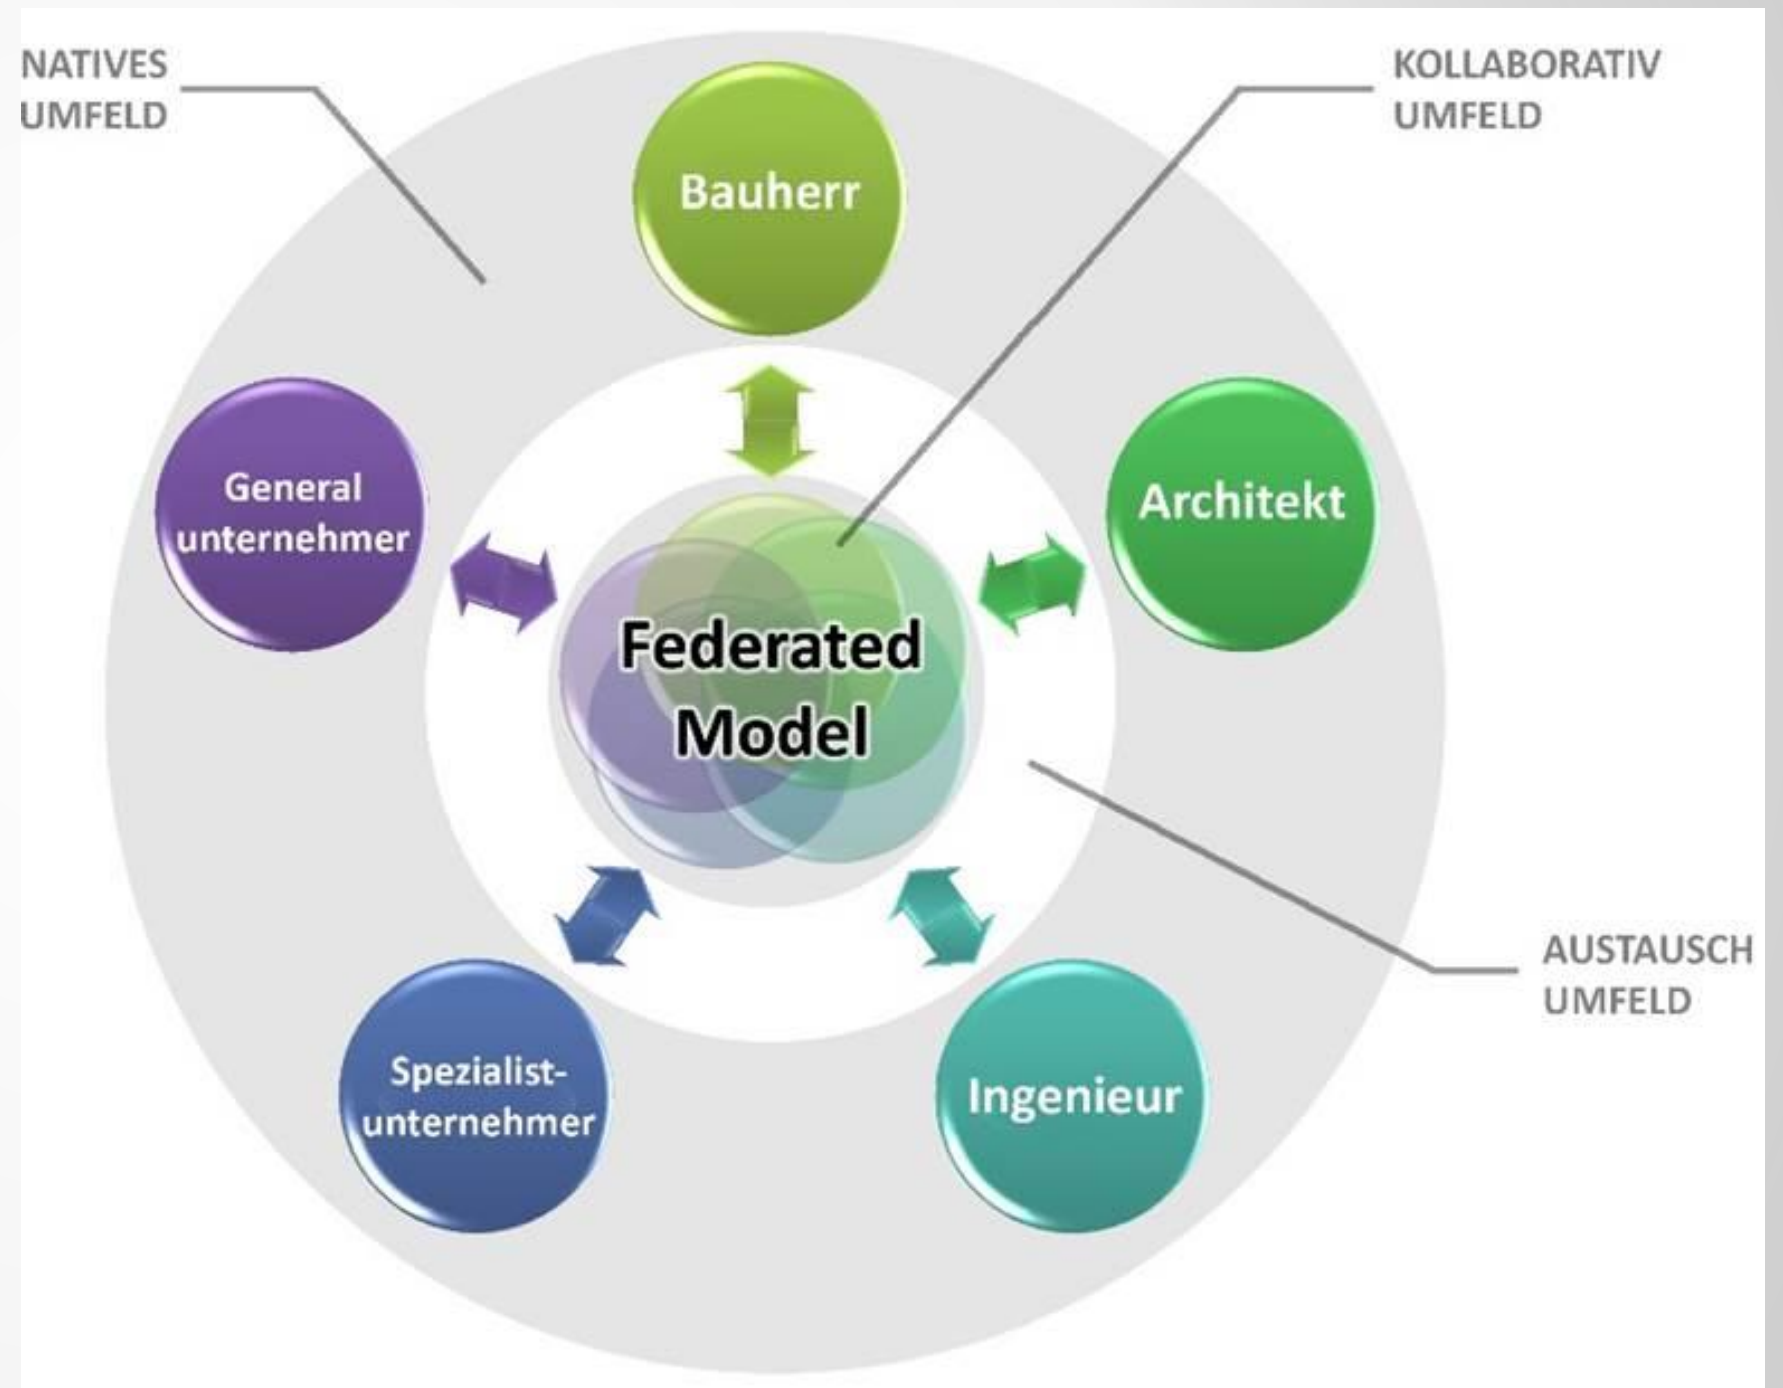 NATIVES
UMFELD
KOLLABORATIV
UMFELD
Bauherr
General
unternehmer
Architekt
Federated
Model
AUSTAUSCH
UMFELD
Spezialist-
unternehmer
Ingenieur